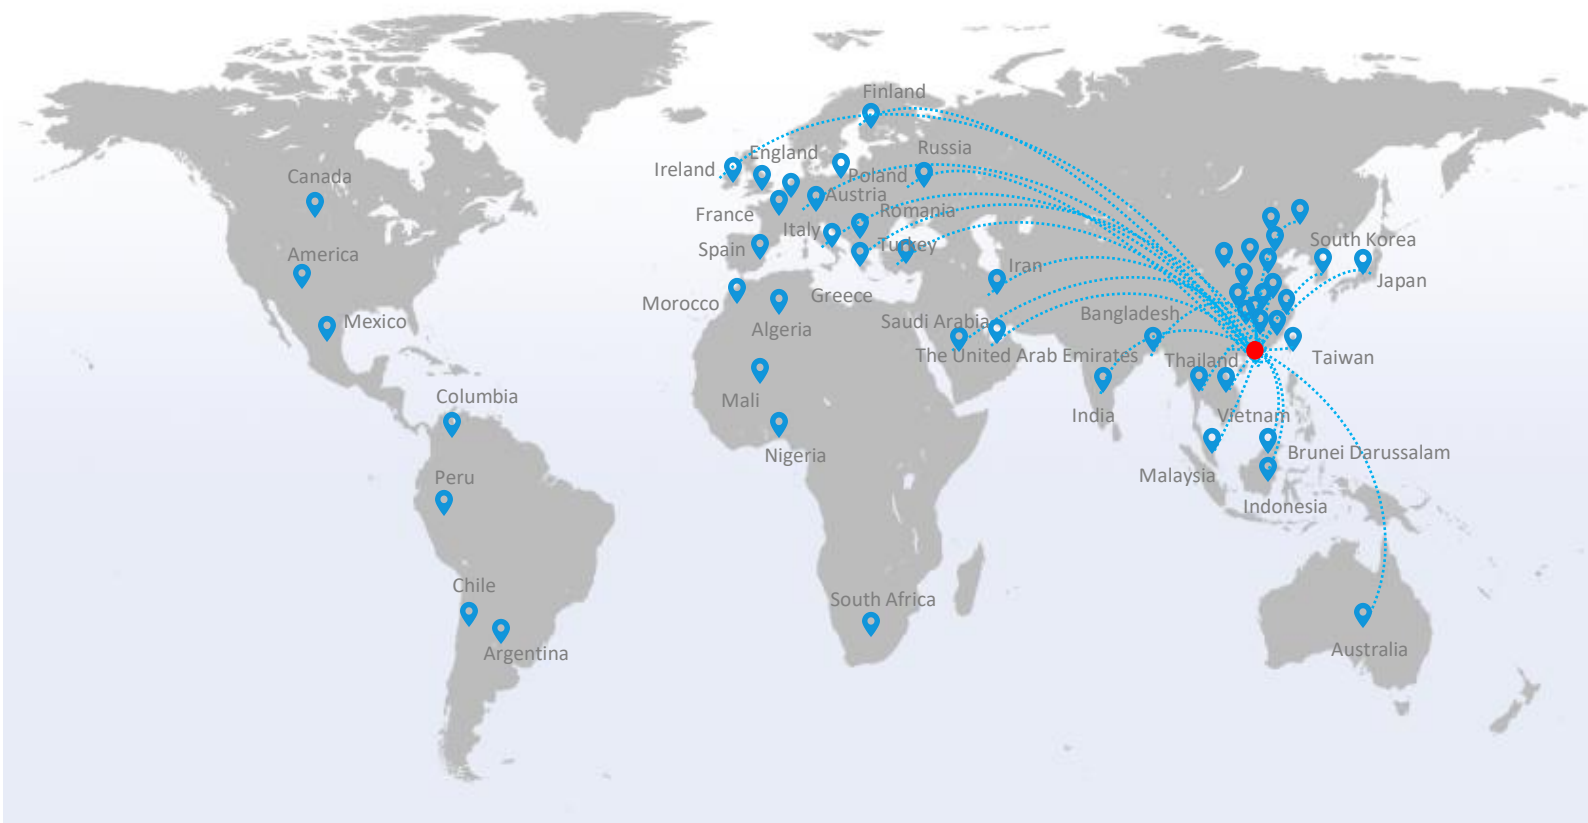 Finland
England
Russia
Ireland
Poland
Canada
Austria
France
Romania
Italy
South Korea
Spain
Turkey
America
Iran
Japan
Morocco
Greece
Bangladesh
Mexico
Saudi Arabia
Algeria
The United Arab Emirates
Thailand
Taiwan
Columbia
Mali
India
Vietnam
Nigeria
Brunei Darussalam
Peru
Malaysia
Indonesia
Chile
South Africa
Argentina
Australia